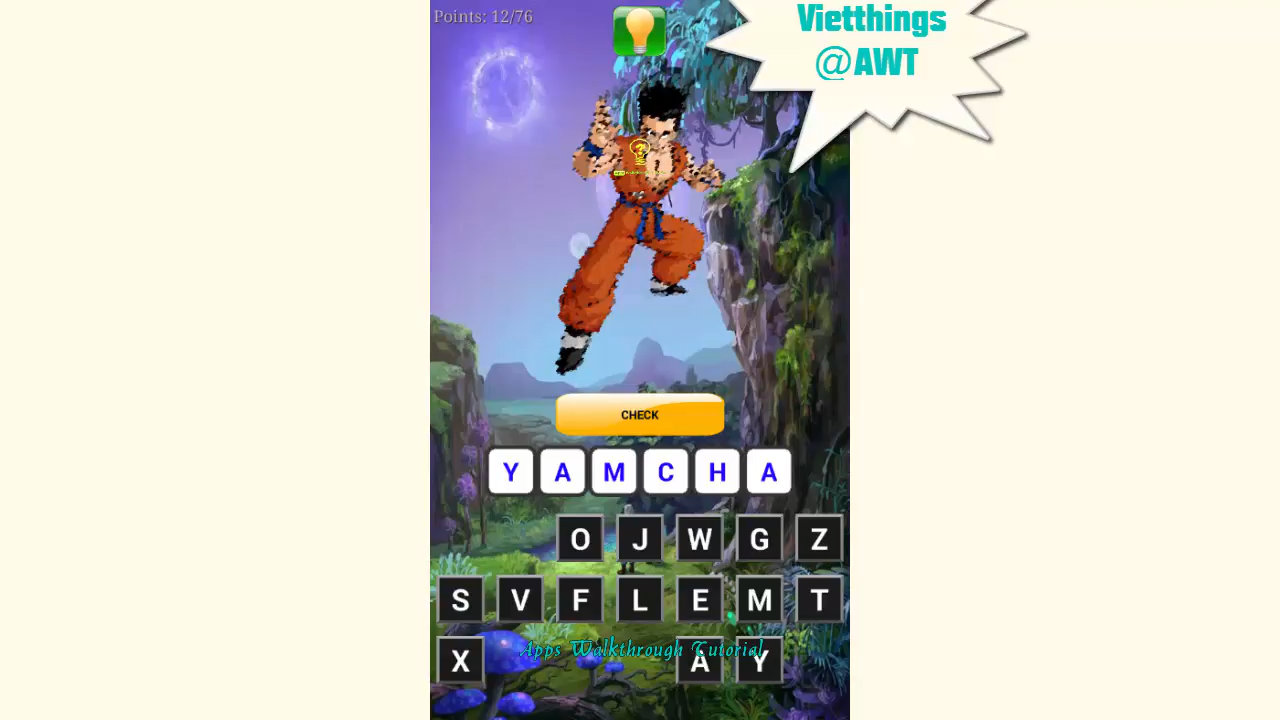 Points: 12/76
Vietthings
@AWT
CHECK
Y A M C H A
O J W G Z
S V F L E M T
Apps Walkthrough Tutorial
X A Y